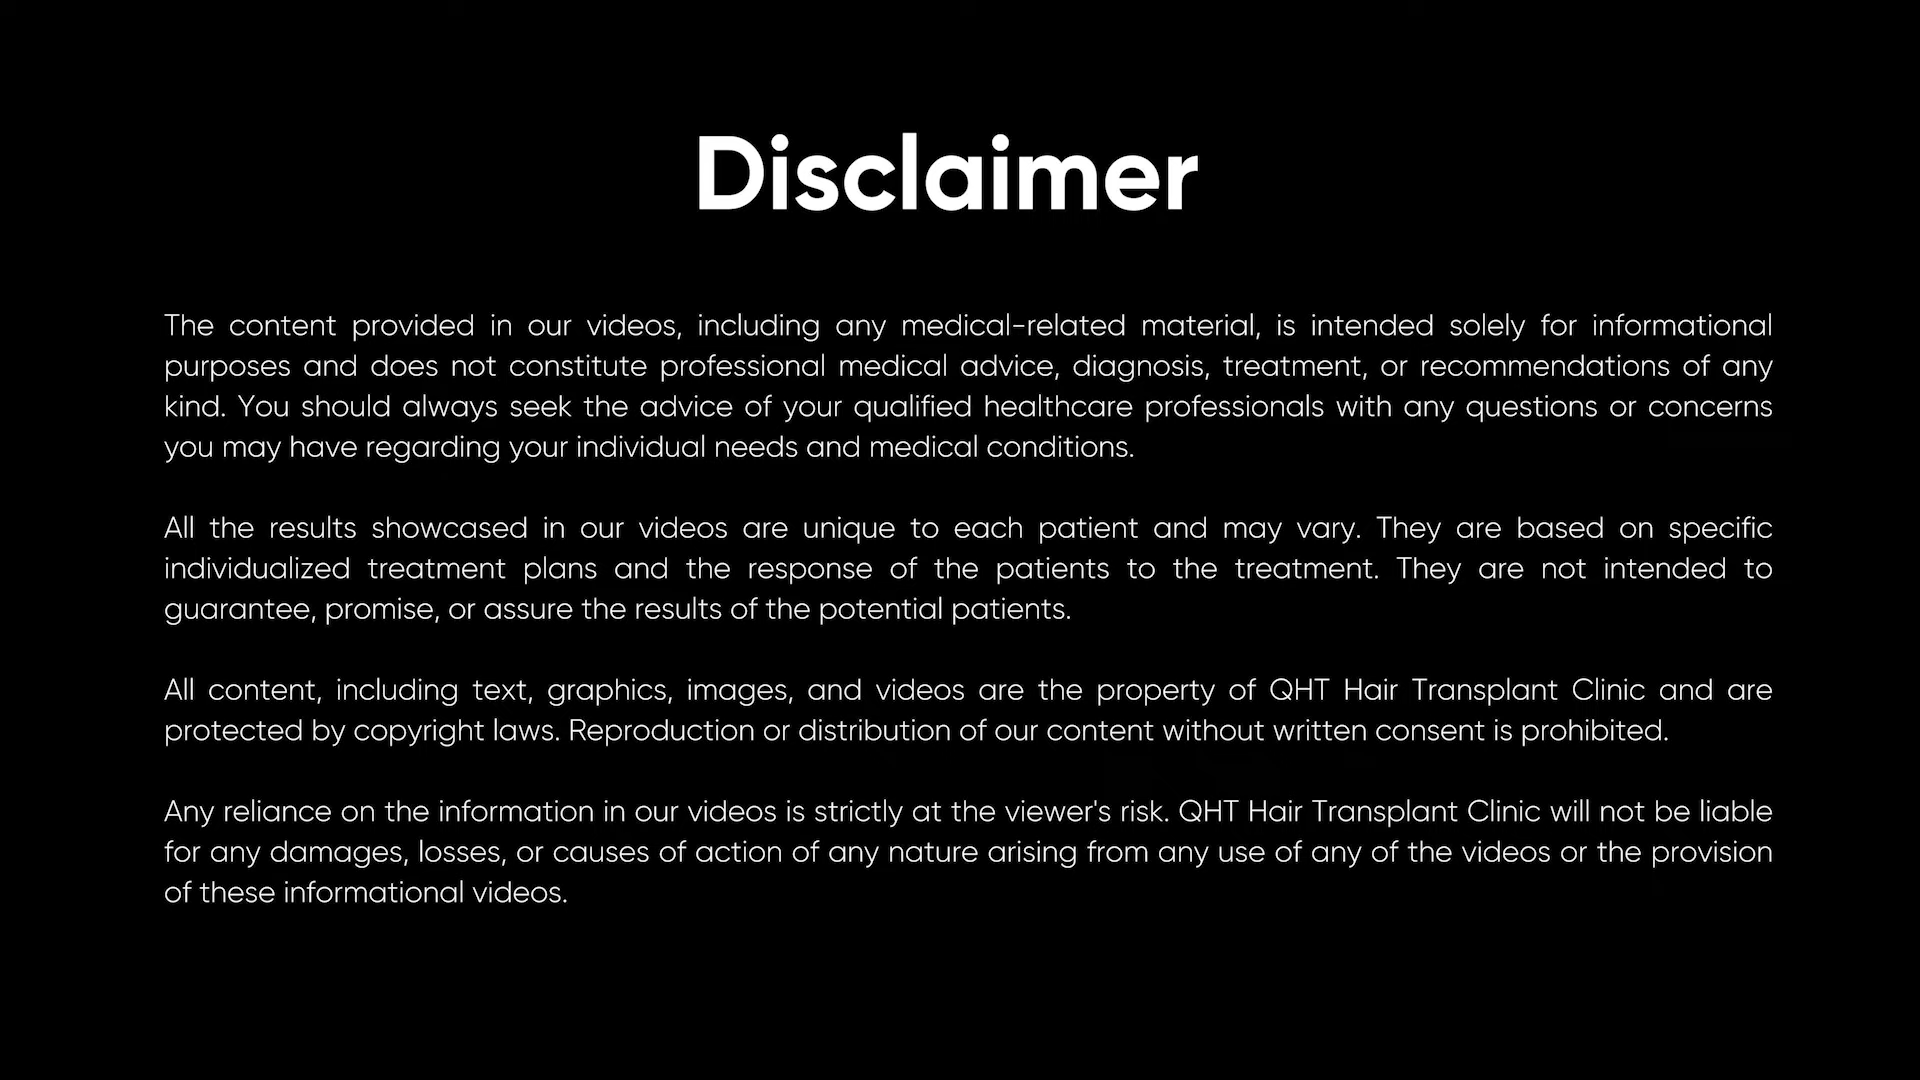 Disclaimer
The content provided in our videos, including any medical-related material, is intended solely for informational
purposes and does not constitute professional medical advice, diagnosis, treatment, or recommendations of any
kind. You should always seek the advice of your qualified healthcare professionals with any questions or concerns
you may have regarding your individual needs and medical conditions.
All the results showcased in our videos are unique to each patient and may vary. They are based on specific
individualized treatment plans and the response of the patients to the treatment. They are not intended to
guarantee, promise, or assure the results of the potential patients.
All content, including text, graphics, images, and videos are the property of QHT Hair Transplant Clinic and are
protected by copyright laws. Reproduction or distribution of our content without written consent is prohibited.
Any reliance on the information in our videos is strictly at the viewer's risk. QHT Hair Transplant Clinic will not be liable
for any damages, losses, or causes of action of any nature arising from any use of any of the videos or the provision
of these informational videos.